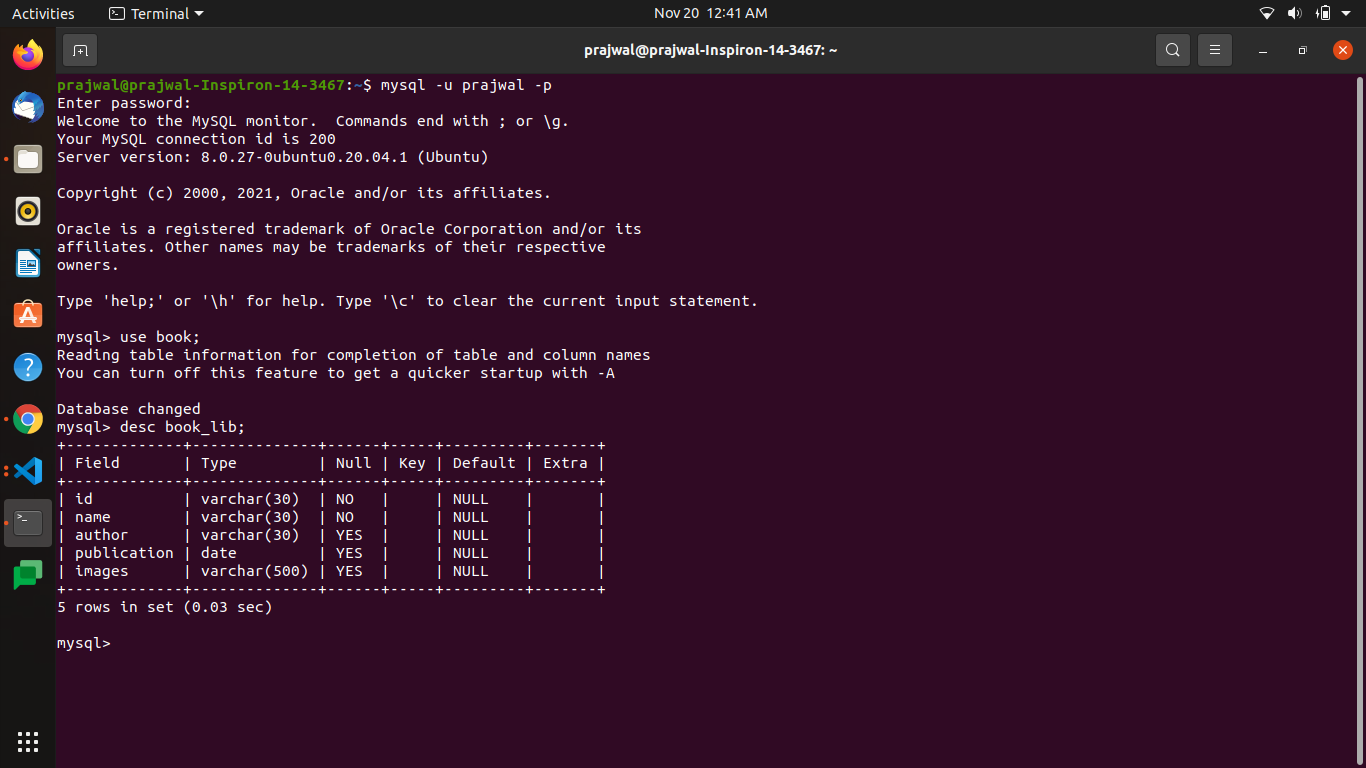 Activities Terminal Nov 20 12:41 AM
prajwal@prajwal-Inspiron-14-3467: ~
prajwal@prajwal-Inspiron-14-3467:~$ mysql -u prajwal -p
Enter password:
Welcome to the MySQL monitor.  Commands end with ; or \g.
Your MySQL connection id is 200
Server version: 8.0.27-0ubuntu0.20.04.1 (Ubuntu)

Copyright (c) 2000, 2021, Oracle and/or its affiliates.

Oracle is a registered trademark of Oracle Corporation and/or its
affiliates. Other names may be trademarks of their respective
owners.

Type 'help;' or '\h' for help. Type '\c' to clear the current input statement.

mysql> use book;
Reading table information for completion of table and column names
You can turn off this feature to get a quicker startup with -A

Database changed
mysql> desc book_lib;
+-------------+--------------+------+-----+---------+-------+
| Field       | Type         | Null | Key | Default | Extra |
+-------------+--------------+------+-----+---------+-------+
| id          | varchar(30)  | NO   |     | NULL    |       |
| name        | varchar(30)  | NO   |     | NULL    |       |
| author      | varchar(30)  | YES  |     | NULL    |       |
| publication | date         | YES  |     | NULL    |       |
| images      | varchar(500) | YES  |     | NULL    |       |
+-------------+--------------+------+-----+---------+-------+
5 rows in set (0.03 sec)

mysql>